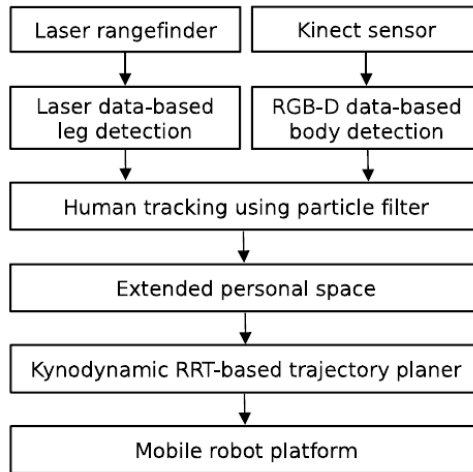 Laser rangefinder
Kinect sensor
Laser data-based
leg detection
RGB-D data-based
body detection
Human tracking using particle filter
Extended personal space
Kynodynamic RRT-based trajectory planer
Mobile robot platform